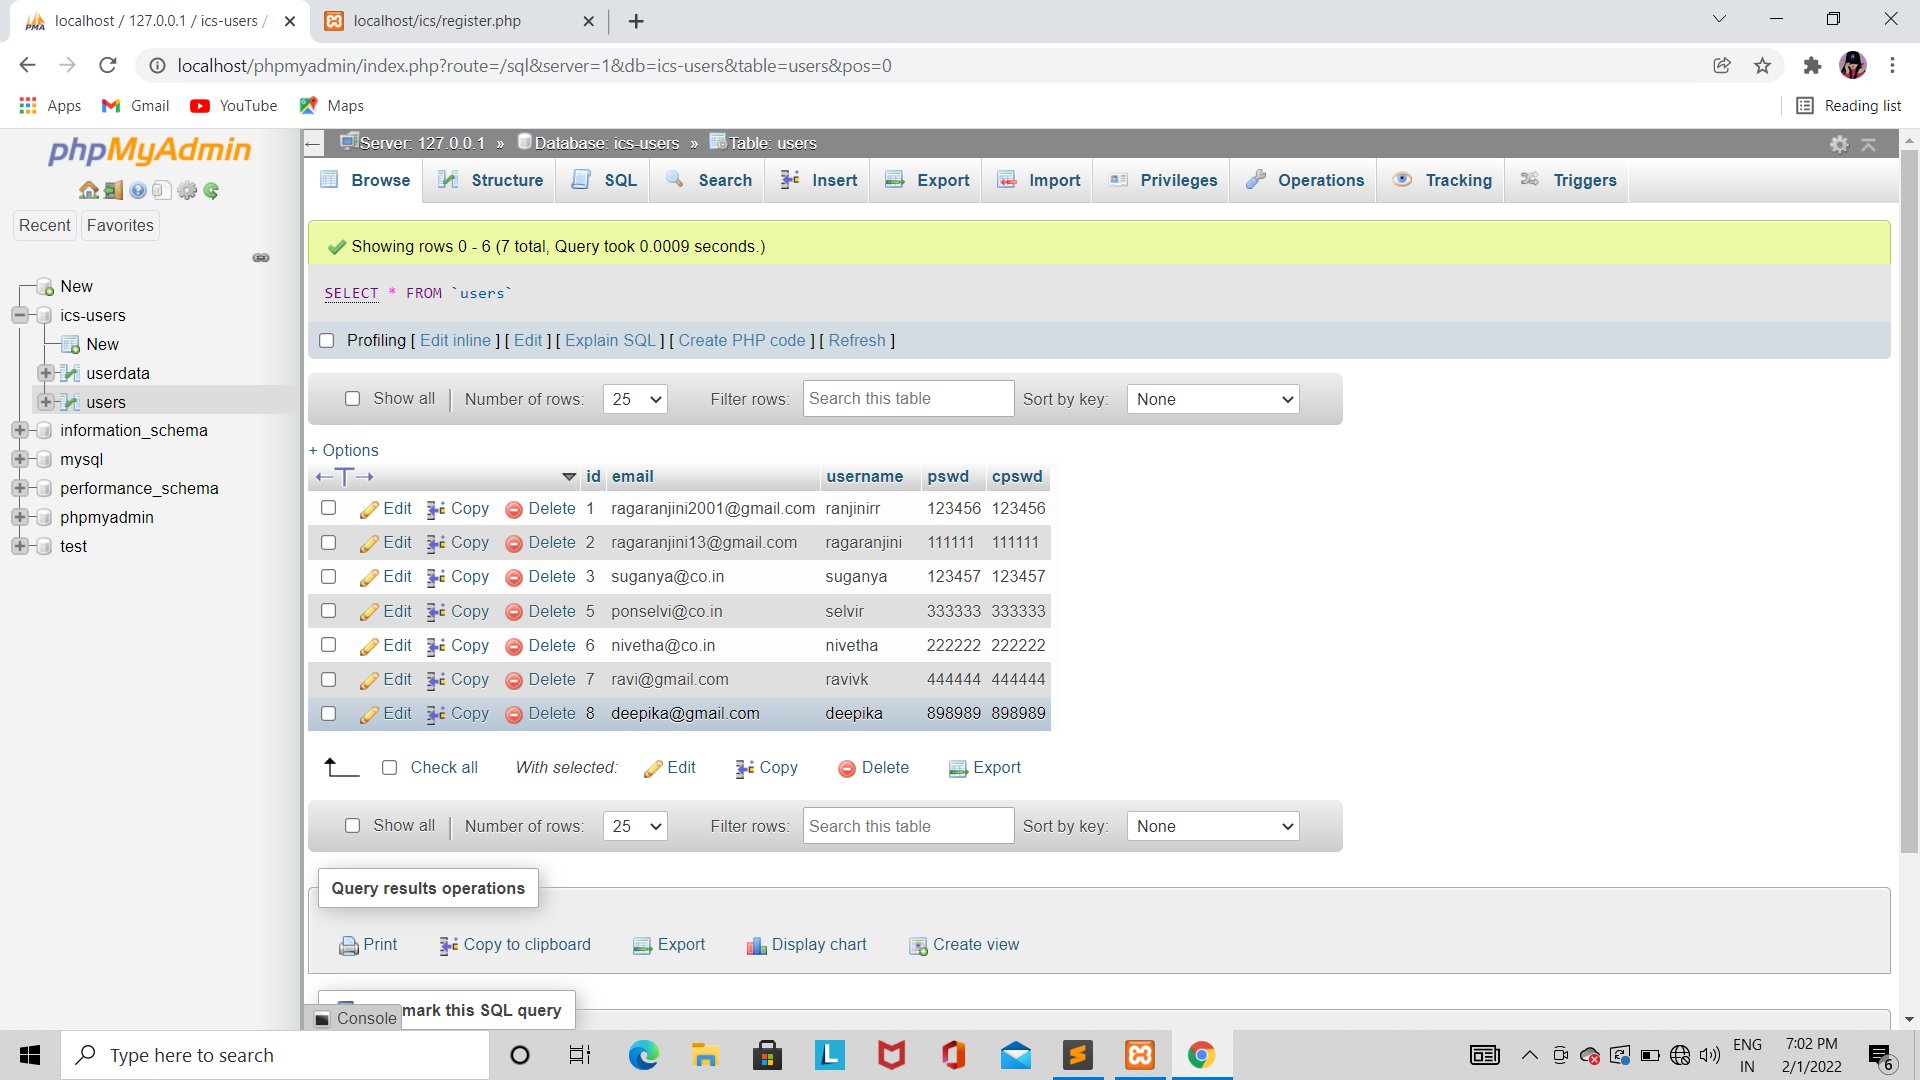 localhost / 127.0.0.1 / ics-users /
localhost/ics/register.php
localhost/phpmyadmin/index.php?route=/sql&server=1&db=ics-users&table=users&pos=0
Apps Gmail YouTube Maps Reading list
phpMyAdmin
Recent Favorites
New
ics-users
New
userdata
users
information_schema
mysql
performance_schema
phpmyadmin
test
Server: 127.0.0.1 » Database: ics-users » Table: users
Browse Structure SQL Search Insert Export Import Privileges Operations Tracking Triggers
Showing rows 0 - 6 (7 total, Query took 0.0009 seconds.)
SELECT * FROM `users`
Profiling [ Edit inline ] [ Edit ] [ Explain SQL ] [ Create PHP code ] [ Refresh ]
Show all Number of rows: 25 Filter rows: Search this table Sort by key: None
+ Options
id email username pswd cpswd
Edit Copy Delete 1 ragaranjini2001@gmail.com ranjinirr 123456 123456
Edit Copy Delete 2 ragaranjini13@gmail.com ragaranjini 111111 111111
Edit Copy Delete 3 suganya@co.in suganya 123457 123457
Edit Copy Delete 5 ponselvi@co.in selvir 333333 333333
Edit Copy Delete 6 nivetha@co.in nivetha 222222 222222
Edit Copy Delete 7 ravi@gmail.com ravivk 444444 444444
Edit Copy Delete 8 deepika@gmail.com deepika 898989 898989
Check all With selected: Edit Copy Delete Export
Show all Number of rows: 25 Filter rows: Search this table Sort by key: None
Query results operations
Print Copy to clipboard Export Display chart Create view
Console mark this SQL query
Type here to search
ENG
IN
7:02 PM
2/1/2022
6